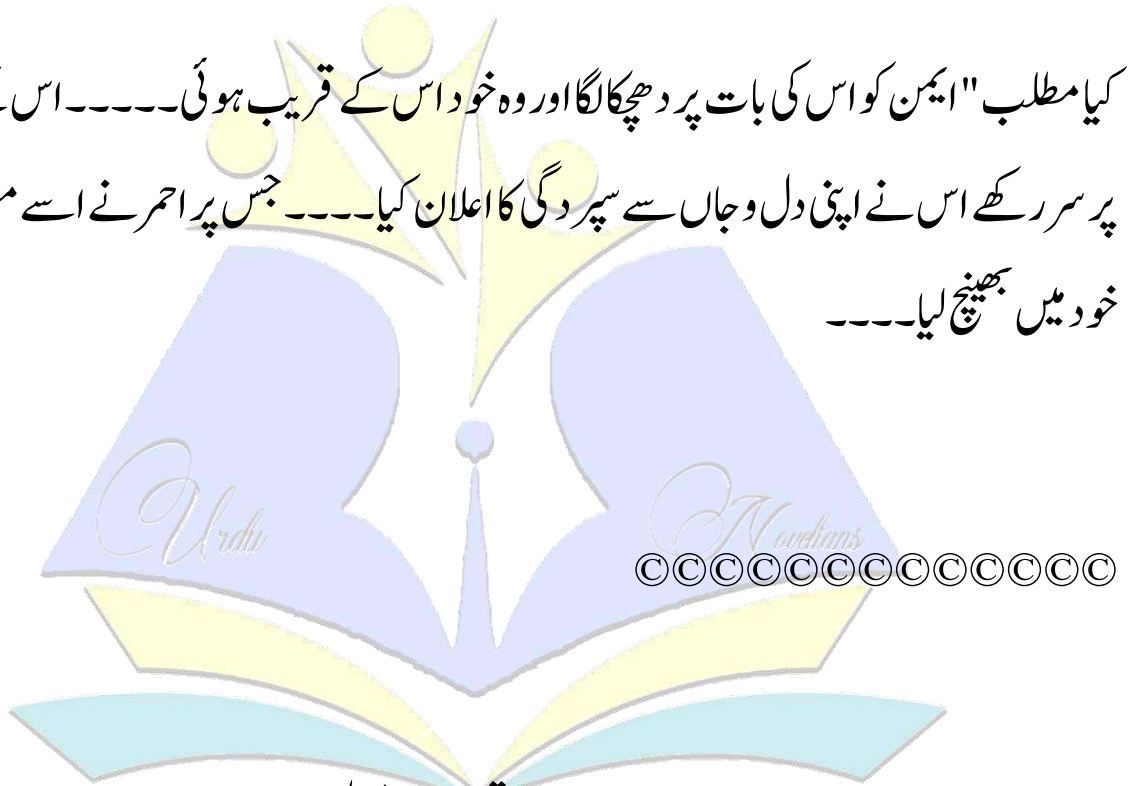 کیا مطلب "ایمن کو اس کی بات پر دھچکا لگا اور وہ خود اس کے قریب ہوئی۔۔۔۔۔اس
پر سر رکھے اس نے اپنی دل و جاں سے سپردگی کا اعلان کیا۔۔۔۔جس پر احمر نے اسے
خود میں بھینچ لیا۔۔۔۔
Urdu Novelians
©©©©©©©©©©©©©